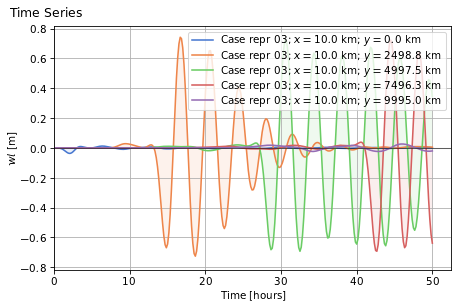 Time Series
0.8
0.6
0.4
0.2
0.0
−0.2
−0.4
−0.6
−0.8
w/ [m]
Case repr 03; x = 10.0 km; y = 0.0 km
Case repr 03; x = 10.0 km; y = 2498.8 km
Case repr 03; x = 10.0 km; y = 4997.5 km
Case repr 03; x = 10.0 km; y = 7496.3 km
Case repr 03; x = 10.0 km; y = 9995.0 km
0 10 20 30 40 50
Time [hours]